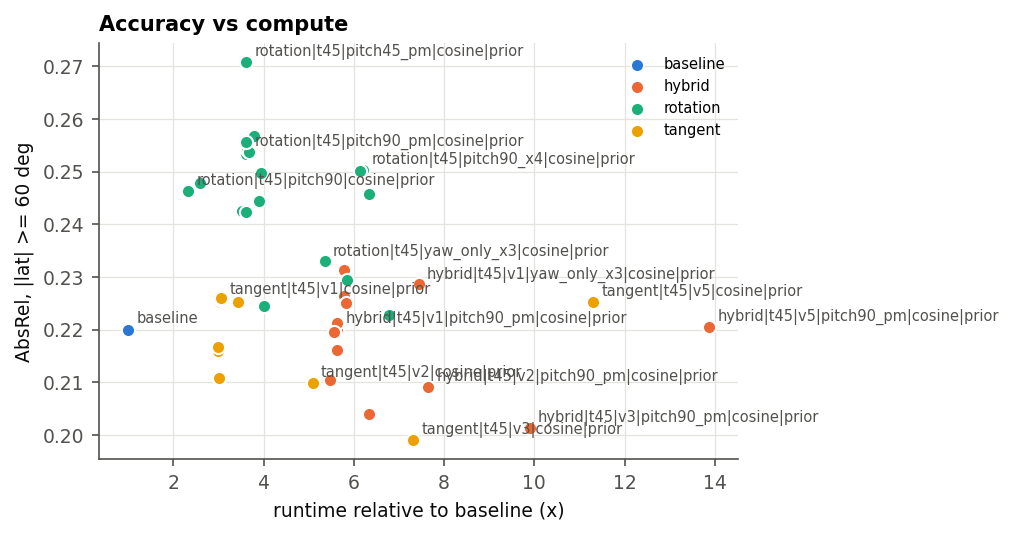 Accuracy vs compute
rotation|t45|pitch45_pm|cosine|prior
baseline
hybrid
rotation
tangent
rotation|t45|pitch90_pm|cosine|prior
rotation|t45|pitch90_x4|cosine|prior
rotation|t45|pitch90|cosine|prior
rotation|t45|yaw_only_x3|cosine|prior
hybrid|t45|v1|yaw_only_x3|cosine|prior
tangent|t45|v1|cosine|prior
tangent|t45|v5|cosine|prior
baseline
hybrid|t45|v1|pitch90_pm|cosine|prior
hybrid|t45|v5|pitch90_pm|cosine|prior
tangent|t45|v2|cosine|prior
hybrid|t45|v2|pitch90_pm|cosine|prior
hybrid|t45|v3|pitch90_pm|cosine|prior
tangent|t45|v3|cosine|prior
0.27
0.26
0.25
0.24
0.23
0.22
0.21
0.20
AbsRel, |lat| >= 60 deg
2 4 6 8 10 12 14
runtime relative to baseline (x)